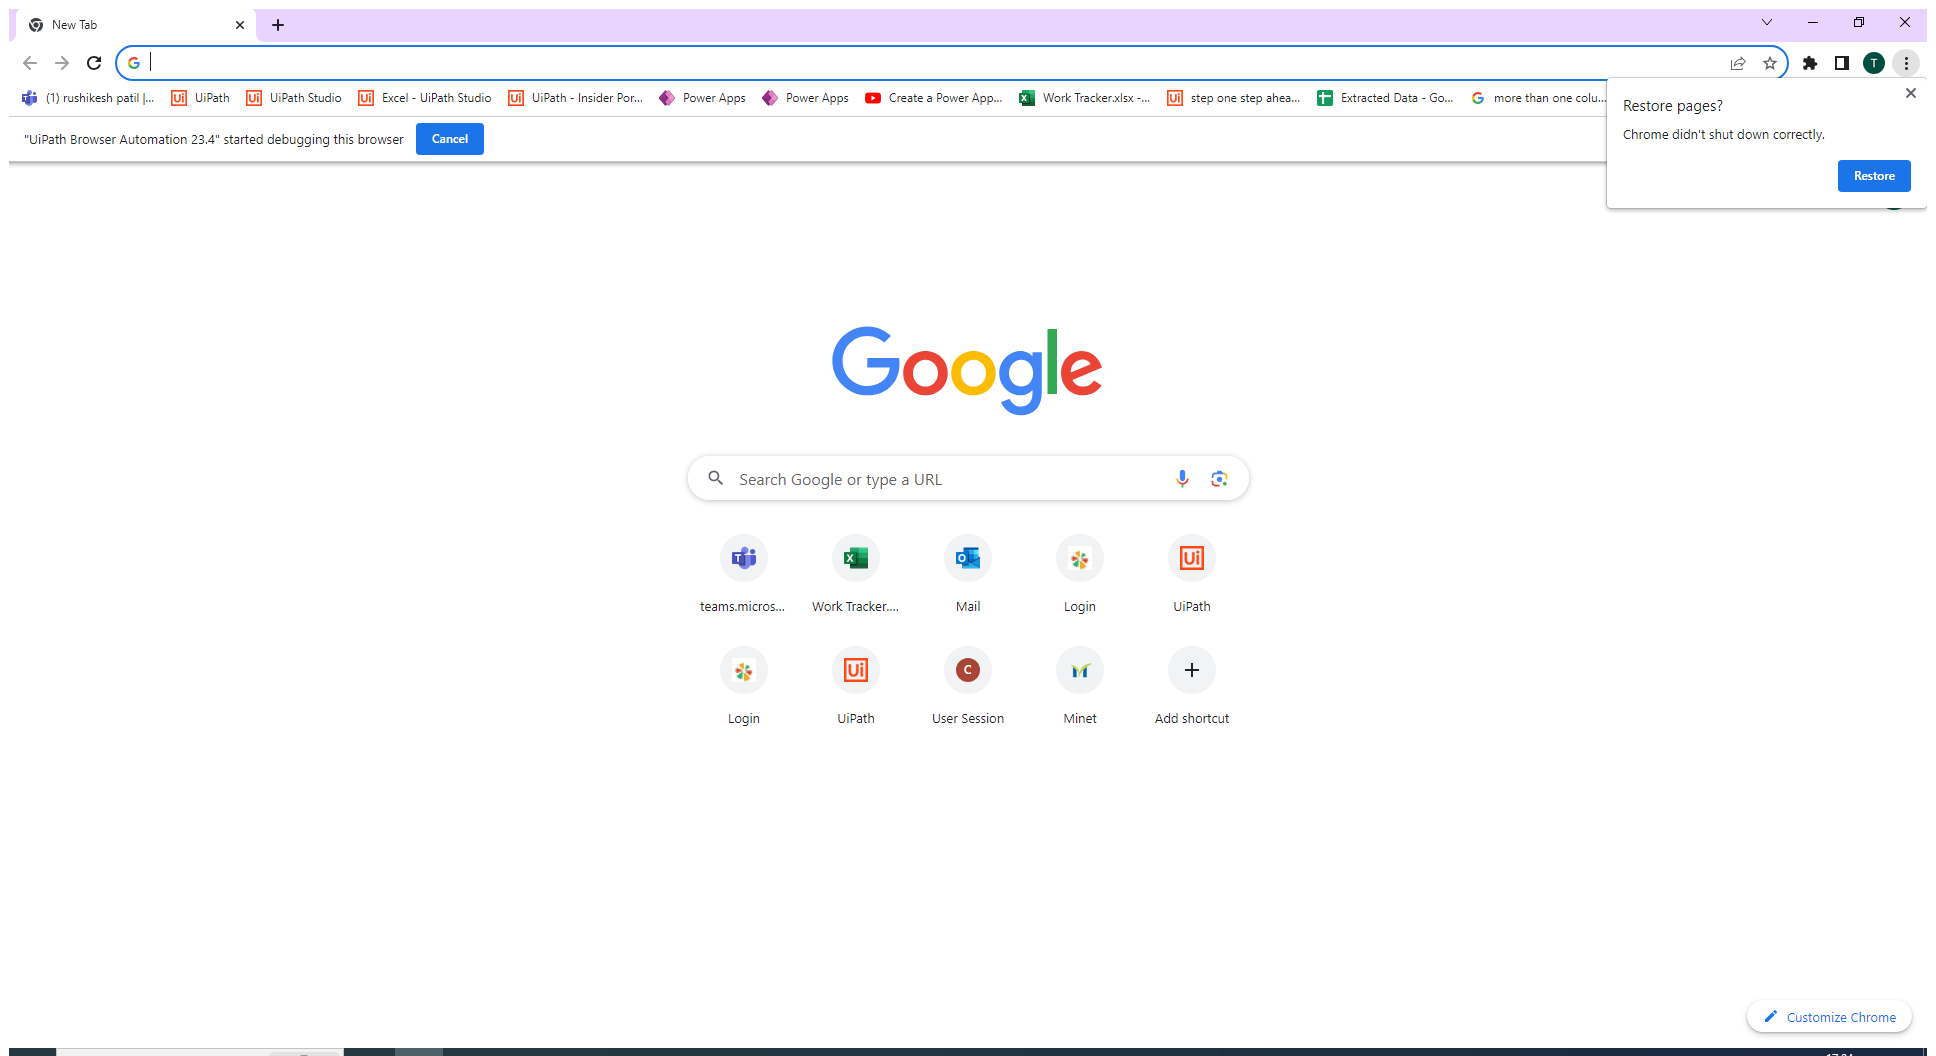 New Tab
T
(1) rushikesh patil |... UiPath UiPath Studio Excel - UiPath Studio UiPath - Insider Por... Power Apps Power Apps Create a Power App... Work Tracker.xlsx -... step one step ahea... Extracted Data - Go... more than one colu...
"UiPath Browser Automation 23.4" started debugging this browser Cancel
Restore pages?
Chrome didn't shut down correctly.
Restore
Google
Search Google or type a URL
teams.micros... Work Tracker.... Mail Login UiPath
C
Login UiPath User Session Minet Add shortcut
Customize Chrome